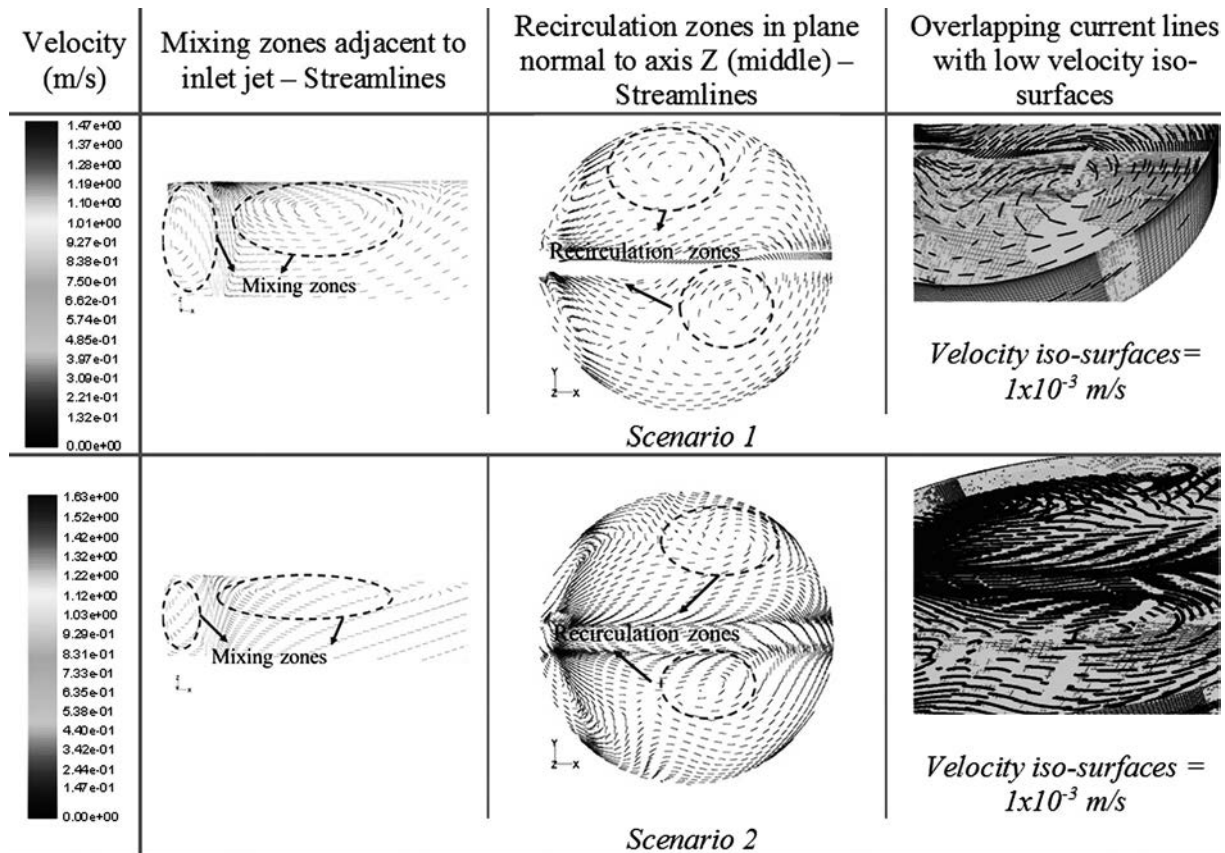 Velocity
(m/s)
Mixing zones adjacent to
inlet jet – Streamlines
Recirculation zones in plane
normal to axis Z (middle) –
Streamlines
Overlapping current lines
with low velocity iso-
surfaces
1.47e+00
1.37e+00
1.28e+00
1.19e+00
1.10e+00
1.01e+00
9.27e-01
8.38e-01
7.50e-01
6.62e-01
5.74e-01
4.85e-01
3.97e-01
3.09e-01
2.21e-01
1.32e-01
0.00e+00
Mixing zones
Z
X
Recirculation zones
Y
Z X
Velocity iso-surfaces=
1x10⁻³ m/s
Scenario 1
1.63e+00
1.52e+00
1.42e+00
1.32e+00
1.22e+00
1.12e+00
1.03e+00
9.29e-01
8.31e-01
7.33e-01
6.35e-01
5.38e-01
4.40e-01
3.42e-01
2.44e-01
1.47e-01
0.00e+00
Mixing zones
Z
X
Recirculation zones
Y
Z X
Velocity iso-surfaces =
1x10⁻³ m/s
Scenario 2